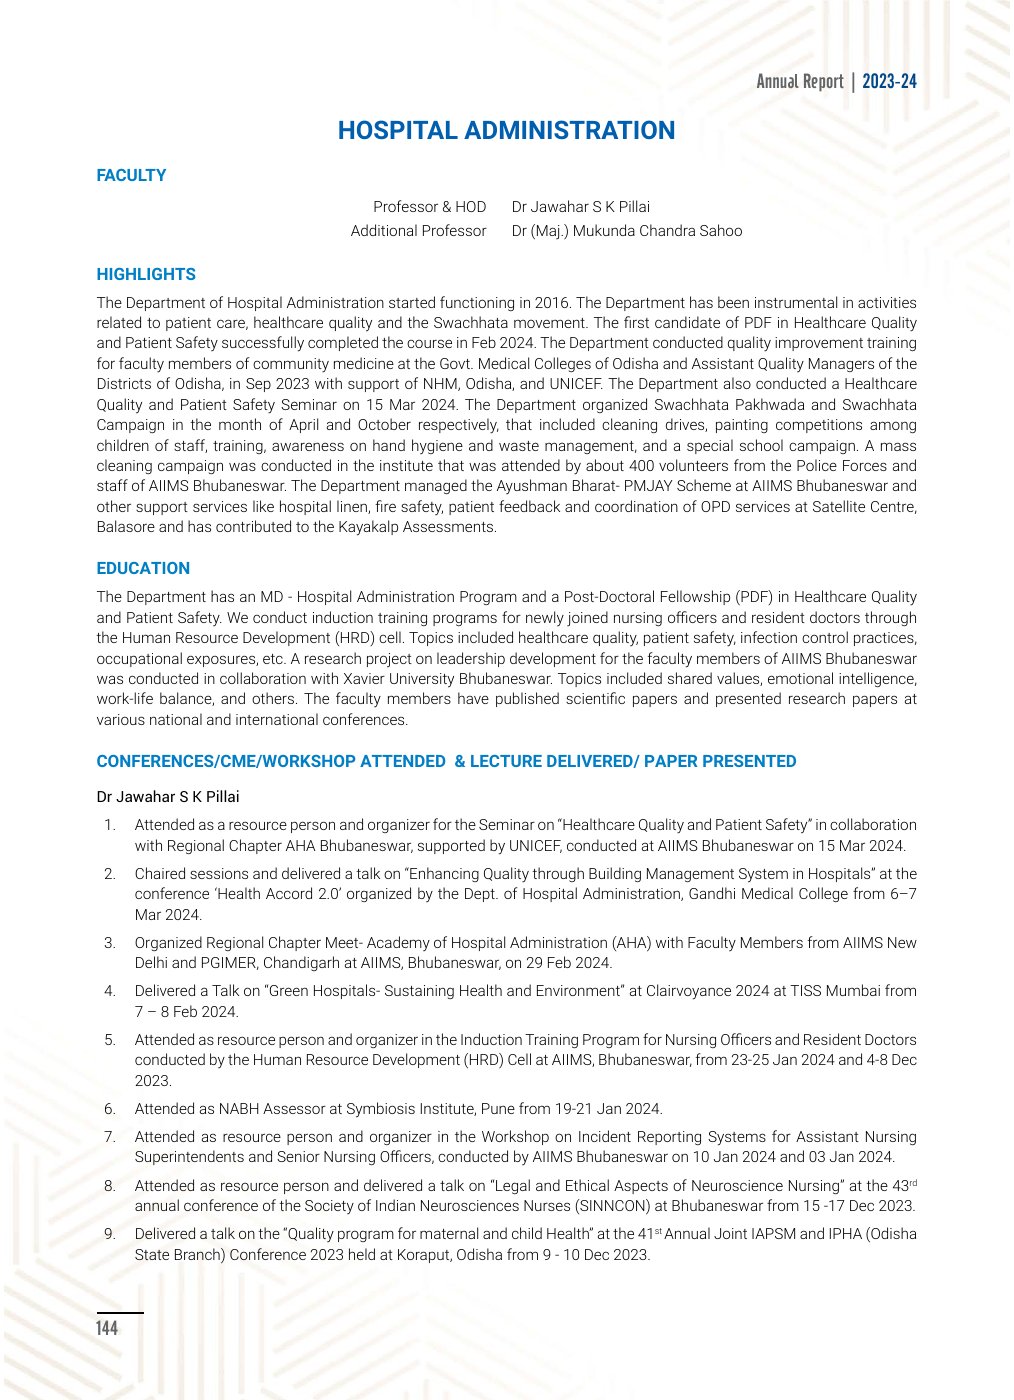 Annual Report | 2023-24
HOSPITAL ADMINISTRATION
FACULTY
Professor & HOD Dr Jawahar S K Pillai
Additional Professor Dr (Maj.) Mukunda Chandra Sahoo
HIGHLIGHTS
The Department of Hospital Administration started functioning in 2016. The Department has been instrumental in activities
related to patient care, healthcare quality and the Swachhata movement. The first candidate of PDF in Healthcare Quality
and Patient Safety successfully completed the course in Feb 2024. The Department conducted quality improvement training
for faculty members of community medicine at the Govt. Medical Colleges of Odisha and Assistant Quality Managers of the
Districts of Odisha, in Sep 2023 with support of NHM, Odisha, and UNICEF. The Department also conducted a Healthcare
Quality and Patient Safety Seminar on 15 Mar 2024. The Department organized Swachhata Pakhwada and Swachhata
Campaign in the month of April and October respectively, that included cleaning drives, painting competitions among
children of staff, training, awareness on hand hygiene and waste management, and a special school campaign. A mass
cleaning campaign was conducted in the institute that was attended by about 400 volunteers from the Police Forces and
staff of AIIMS Bhubaneswar. The Department managed the Ayushman Bharat- PMJAY Scheme at AIIMS Bhubaneswar and
other support services like hospital linen, fire safety, patient feedback and coordination of OPD services at Satellite Centre,
Balasore and has contributed to the Kayakalp Assessments.
EDUCATION
The Department has an MD - Hospital Administration Program and a Post-Doctoral Fellowship (PDF) in Healthcare Quality
and Patient Safety. We conduct induction training programs for newly joined nursing officers and resident doctors through
the Human Resource Development (HRD) cell. Topics included healthcare quality, patient safety, infection control practices,
occupational exposures, etc. A research project on leadership development for the faculty members of AIIMS Bhubaneswar
was conducted in collaboration with Xavier University Bhubaneswar. Topics included shared values, emotional intelligence,
work-life balance, and others. The faculty members have published scientific papers and presented research papers at
various national and international conferences.
CONFERENCES/CME/WORKSHOP ATTENDED & LECTURE DELIVERED/ PAPER PRESENTED
Dr Jawahar S K Pillai
1. Attended as a resource person and organizer for the Seminar on “Healthcare Quality and Patient Safety” in collaboration
with Regional Chapter AHA Bhubaneswar, supported by UNICEF, conducted at AIIMS Bhubaneswar on 15 Mar 2024.
2. Chaired sessions and delivered a talk on “Enhancing Quality through Building Management System in Hospitals” at the
conference ‘Health Accord 2.0’ organized by the Dept. of Hospital Administration, Gandhi Medical College from 6–7
Mar 2024.
3. Organized Regional Chapter Meet- Academy of Hospital Administration (AHA) with Faculty Members from AIIMS New
Delhi and PGIMER, Chandigarh at AIIMS, Bhubaneswar, on 29 Feb 2024.
4. Delivered a Talk on “Green Hospitals- Sustaining Health and Environment” at Clairvoyance 2024 at TISS Mumbai from
7 – 8 Feb 2024.
5. Attended as resource person and organizer in the Induction Training Program for Nursing Officers and Resident Doctors
conducted by the Human Resource Development (HRD) Cell at AIIMS, Bhubaneswar, from 23-25 Jan 2024 and 4-8 Dec
2023.
6. Attended as NABH Assessor at Symbiosis Institute, Pune from 19-21 Jan 2024.
7. Attended as resource person and organizer in the Workshop on Incident Reporting Systems for Assistant Nursing
Superintendents and Senior Nursing Officers, conducted by AIIMS Bhubaneswar on 10 Jan 2024 and 03 Jan 2024.
8. Attended as resource person and delivered a talk on “Legal and Ethical Aspects of Neuroscience Nursing” at the 43rd
annual conference of the Society of Indian Neurosciences Nurses (SINNCON) at Bhubaneswar from 15 -17 Dec 2023.
9. Delivered a talk on the “Quality program for maternal and child Health” at the 41st Annual Joint IAPSM and IPHA (Odisha
State Branch) Conference 2023 held at Koraput, Odisha from 9 - 10 Dec 2023.
144